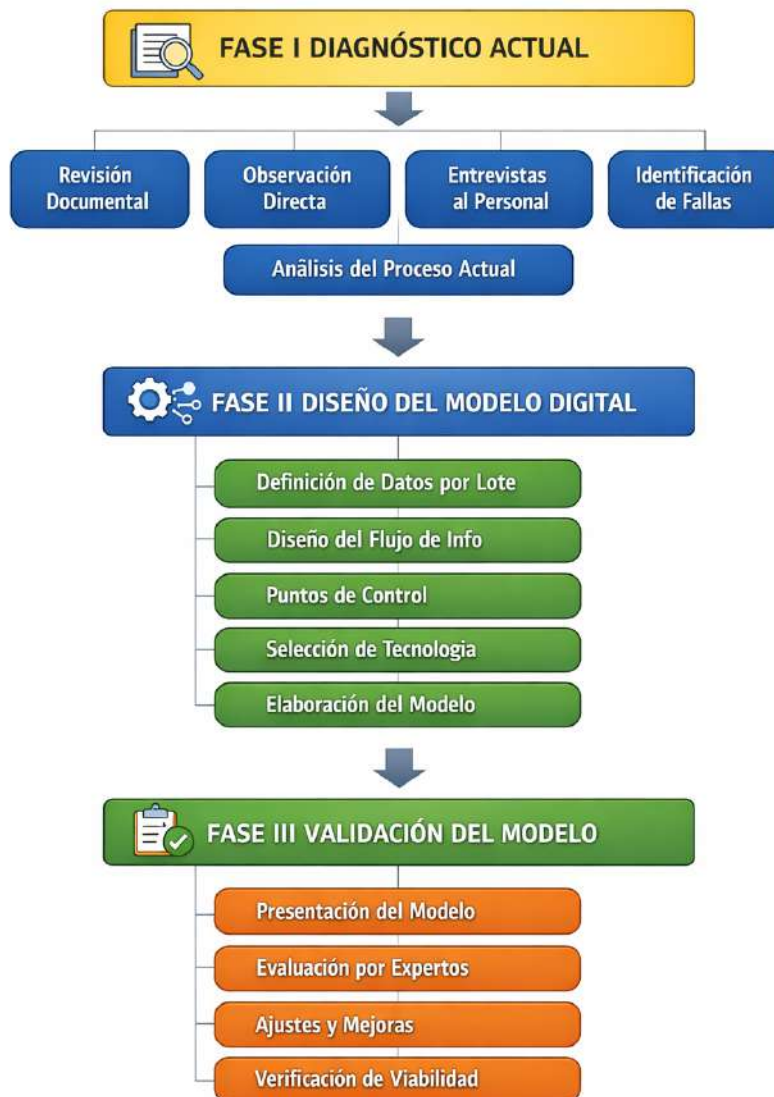 FASE I DIAGNÓSTICO ACTUAL
Revisión
Documental
Observación
Directa
Entrevistas
al Personal
Identificación
de Fallas
Anãlisis del Proceso Actual
FASE II DISEÑO DEL MODELO DIGITAL
Definición de Datos por Lote
Diseño del Flujo de Info
Puntos de Control
Selección de Tecnologia
Elaboración del Modelo
FASE III VALIDACIÓN DEL MODELO
Presentación del Modelo
Evaluación por Expertos
Ajustes y Mejoras
Verificación de Viabilidad